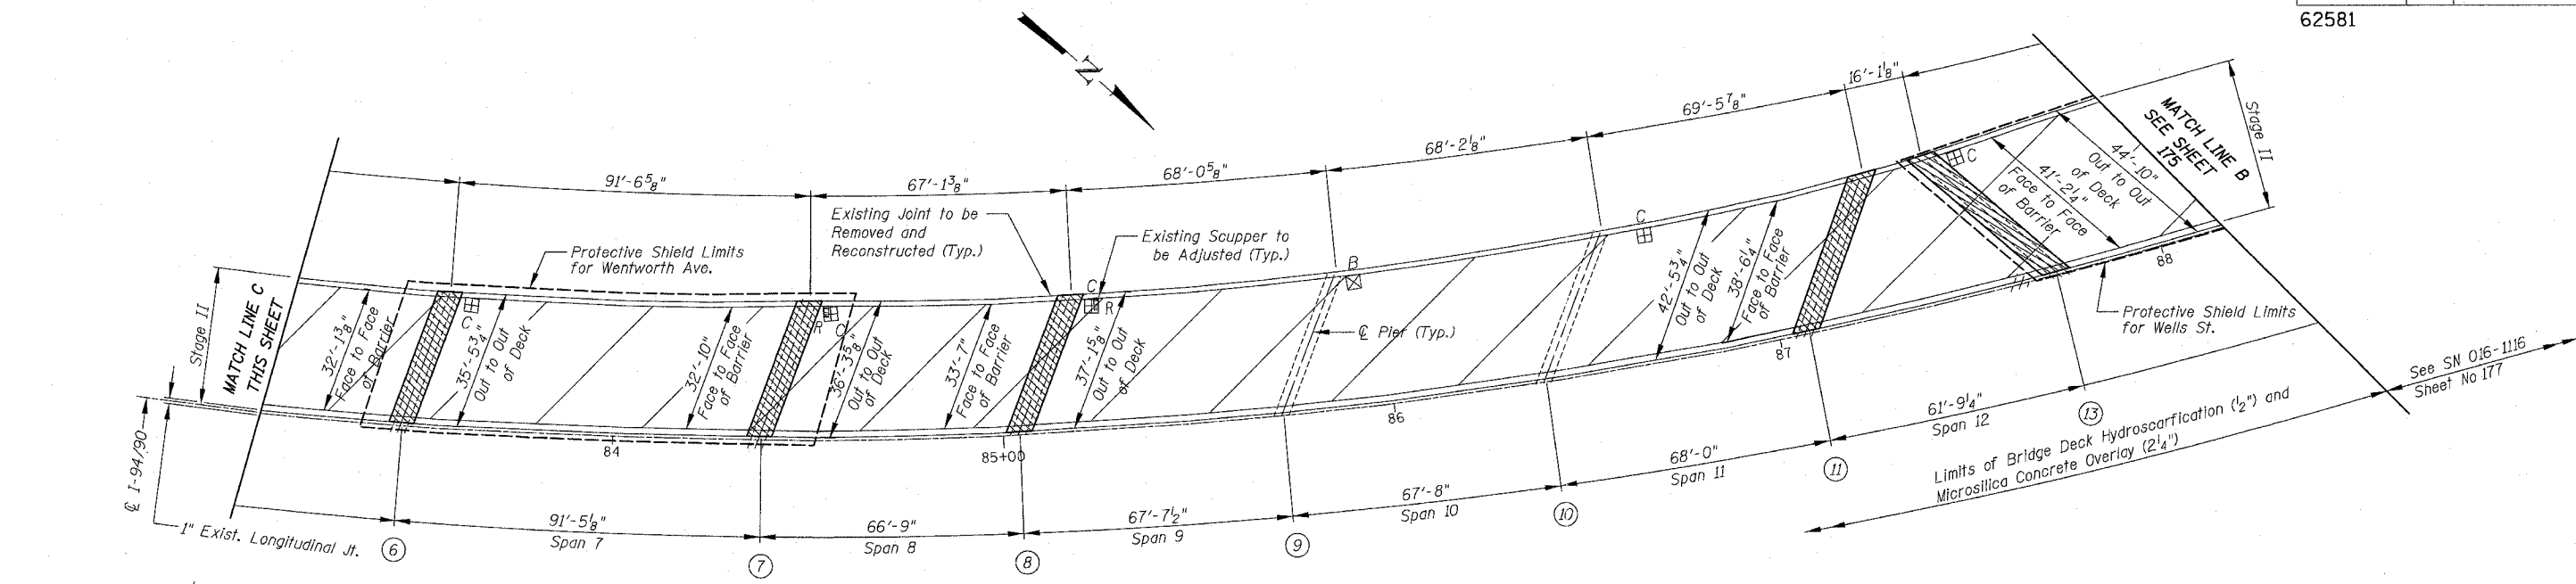 62581
N
16'-1⅛"
69'-5⅞"
68'-2⅛"
68'-0⅝"
67'-1⅜"
91'-6⅝"
Stage II
MATCH LINE B
SEE SHEET
175
44'-10"
Out to Out
of Deck
41'-2¼"
Face to Face
of Barrier
C
Existing Joint to be
Removed and
Reconstructed (Typ.)
Existing Scupper to
be Adjusted (Typ.)
Protective Shield Limits
for Wentworth Ave.
C
B
C
R
C
R
C
Stage II
MATCH LINE C
THIS SHEET
32'-1⅜"
Face to Face
of Barrier
35'-5¾"
Out to Out
of Deck
32'-10"
Face to Face
of Barrier
36'-3⅝"
Out to Out
of Deck
33'-7"
Face to Face
of Barrier
37'-1⅝"
Out to Out
of Deck
℄ Pier (Typ.)
42'-5¾"
Out to Out
of Deck
38'-6¼"
Face to Face
of Barrier
88
Protective Shield Limits
for Wells St.
87
86
85+00
84
See SN 016-1116
Sheet No 177
℄ I-94/90
1" Exist. Longitudinal Jt.
6
91'-5⅛"
Span 7
7
66'-9"
Span 8
8
67'-7½"
Span 9
9
67'-8"
Span 10
10
68'-0"
Span 11
11
61'-9¼"
Span 12
13
Limits of Bridge Deck Hydroscarfication (½") and
Microsilica Concrete Overlay (2¼")